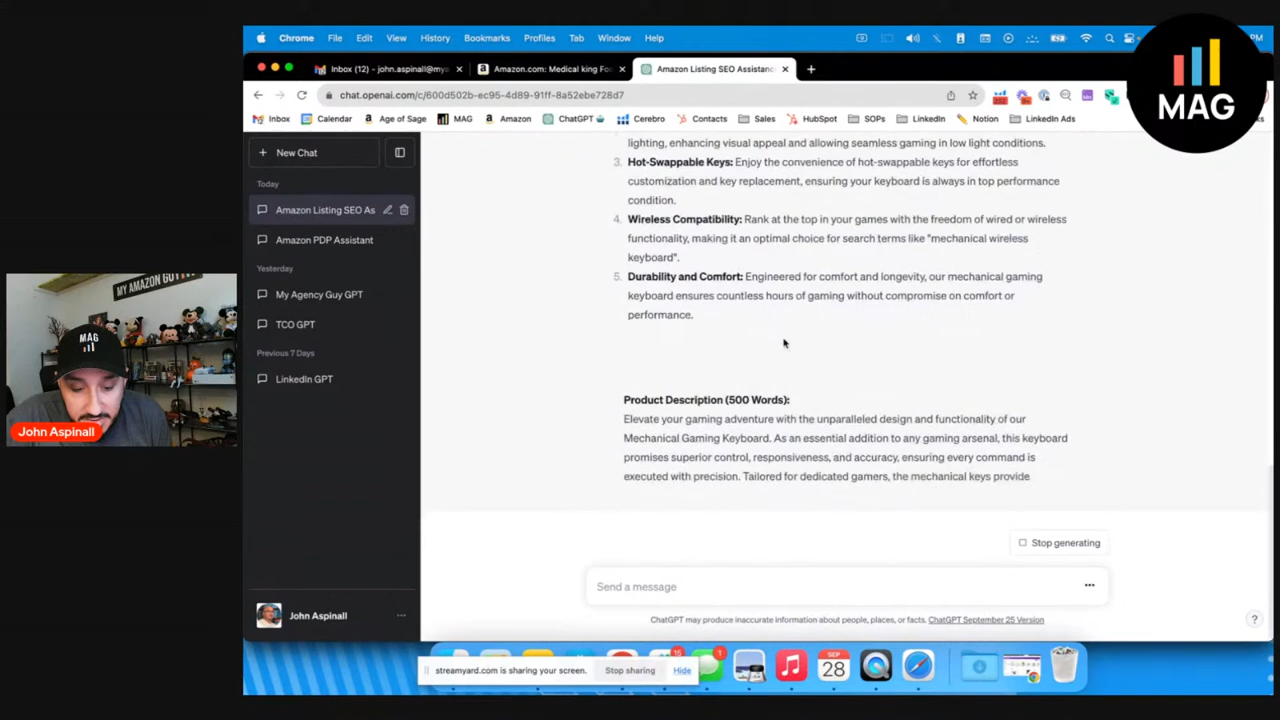 Chrome File Edit View History Bookmarks Profiles Tab Window Help
MAG
Inbox (12) - john.aspinall@mya
Amazon.com: Medical king Foo
Amazon Listing SEO Assistanc
chat.openai.com/c/600d502b-ec95-4d89-91ff-8a52ebe728d7
Inbox Calendar Age of Sage MAG Amazon ChatGPT Cerebro Contacts Sales HubSpot SOPs LinkedIn Notion LinkedIn Ads
New Chat
Today
Amazon Listing SEO As
Amazon PDP Assistant
Yesterday
My Agency Guy GPT
TCO GPT
Previous 7 Days
LinkedIn GPT
John Aspinall
lighting, enhancing visual appeal and allowing seamless gaming in low light conditions.
3. Hot-Swappable Keys: Enjoy the convenience of hot-swappable keys for effortless
customization and key replacement, ensuring your keyboard is always in top performance
condition.
4. Wireless Compatibility: Rank at the top in your games with the freedom of wired or wireless
functionality, making it an optimal choice for search terms like "mechanical wireless
keyboard".
5. Durability and Comfort: Engineered for comfort and longevity, our mechanical gaming
keyboard ensures countless hours of gaming without compromise on comfort or
performance.
Product Description (500 Words):
Elevate your gaming adventure with the unparalleled design and functionality of our
Mechanical Gaming Keyboard. As an essential addition to any gaming arsenal, this keyboard
promises superior control, responsiveness, and accuracy, ensuring every command is
executed with precision. Tailored for dedicated gamers, the mechanical keys provide
Stop generating
Send a message
ChatGPT may produce inaccurate information about people, places, or facts. ChatGPT September 25 Version
?
streamyard.com is sharing your screen. Stop sharing Hide
15
1
SEP
28
MY AMAZON GUY
MAG
John Aspinall